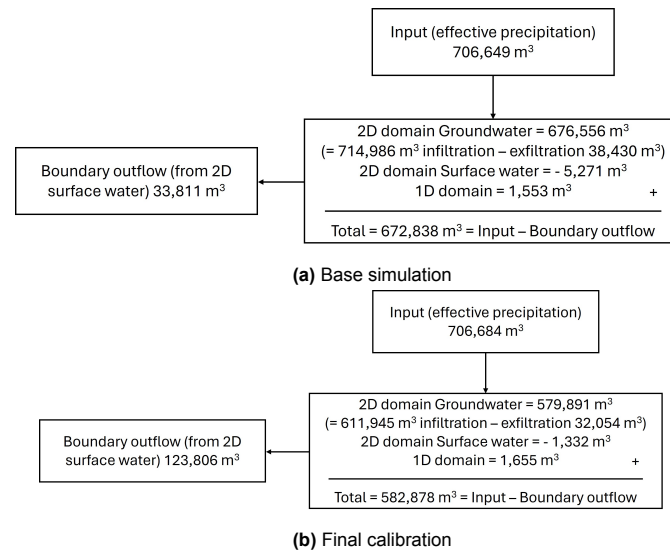 Input (effective precipitation)
706,649 m³
2D domain Groundwater = 676,556 m³
(= 714,986 m³ infiltration – exfiltration 38,430 m³)
2D domain Surface water = - 5,271 m³
1D domain = 1,553 m³ +
Total = 672,838 m³ = Input – Boundary outflow
Boundary outflow (from 2D
surface water) 33,811 m³
(a) Base simulation
Input (effective precipitation)
706,684 m³
2D domain Groundwater = 579,891 m³
(= 611,945 m³ infiltration – exfiltration 32,054 m³)
2D domain Surface water = - 1,332 m³
1D domain = 1,655 m³ +
Total = 582,878 m³ = Input – Boundary outflow
Boundary outflow (from 2D
surface water) 123,806 m³
(b) Final calibration